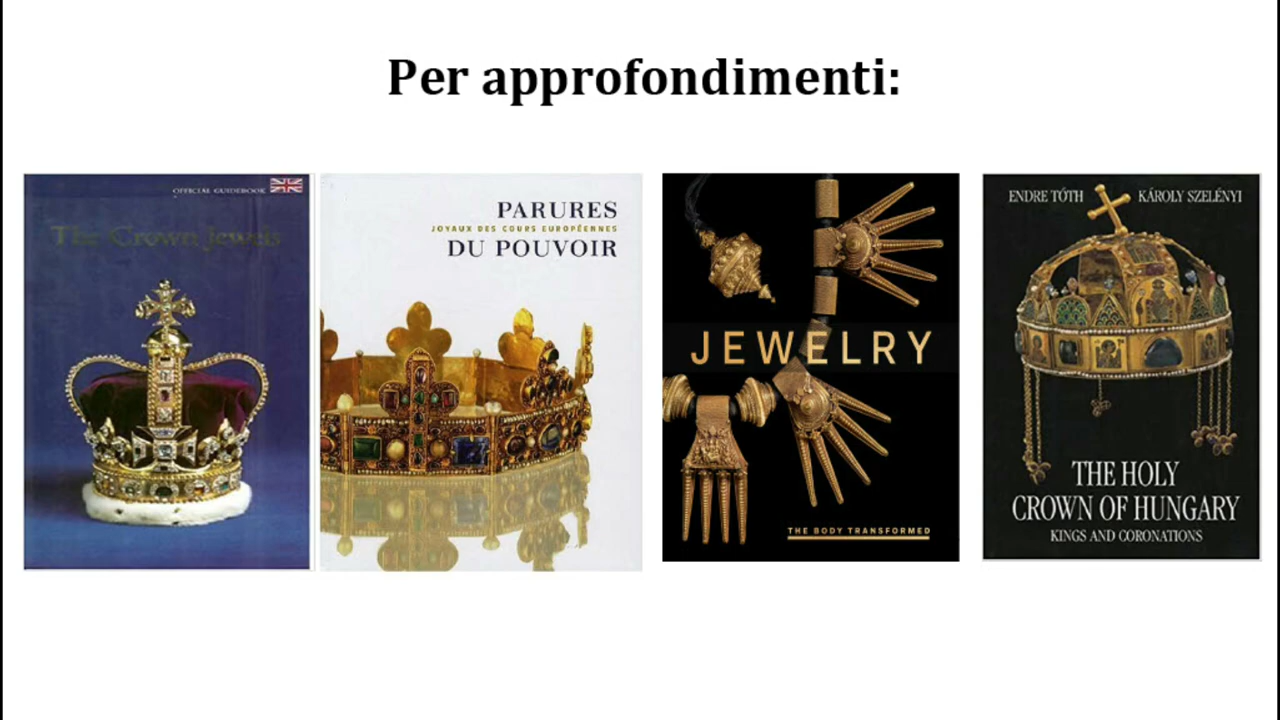 Per approfondimenti:
OFFICIAL GUIDEBOOK
The Crown Jewels
PARURES
JOYAUX DES COURS EUROPÉENNES
DU POUVOIR
JEWELRY
THE BODY TRANSFORMED
ENDRE TÓTH KÁROLY SZELÉNYI
THE HOLY
CROWN OF HUNGARY
KINGS AND CORONATIONS